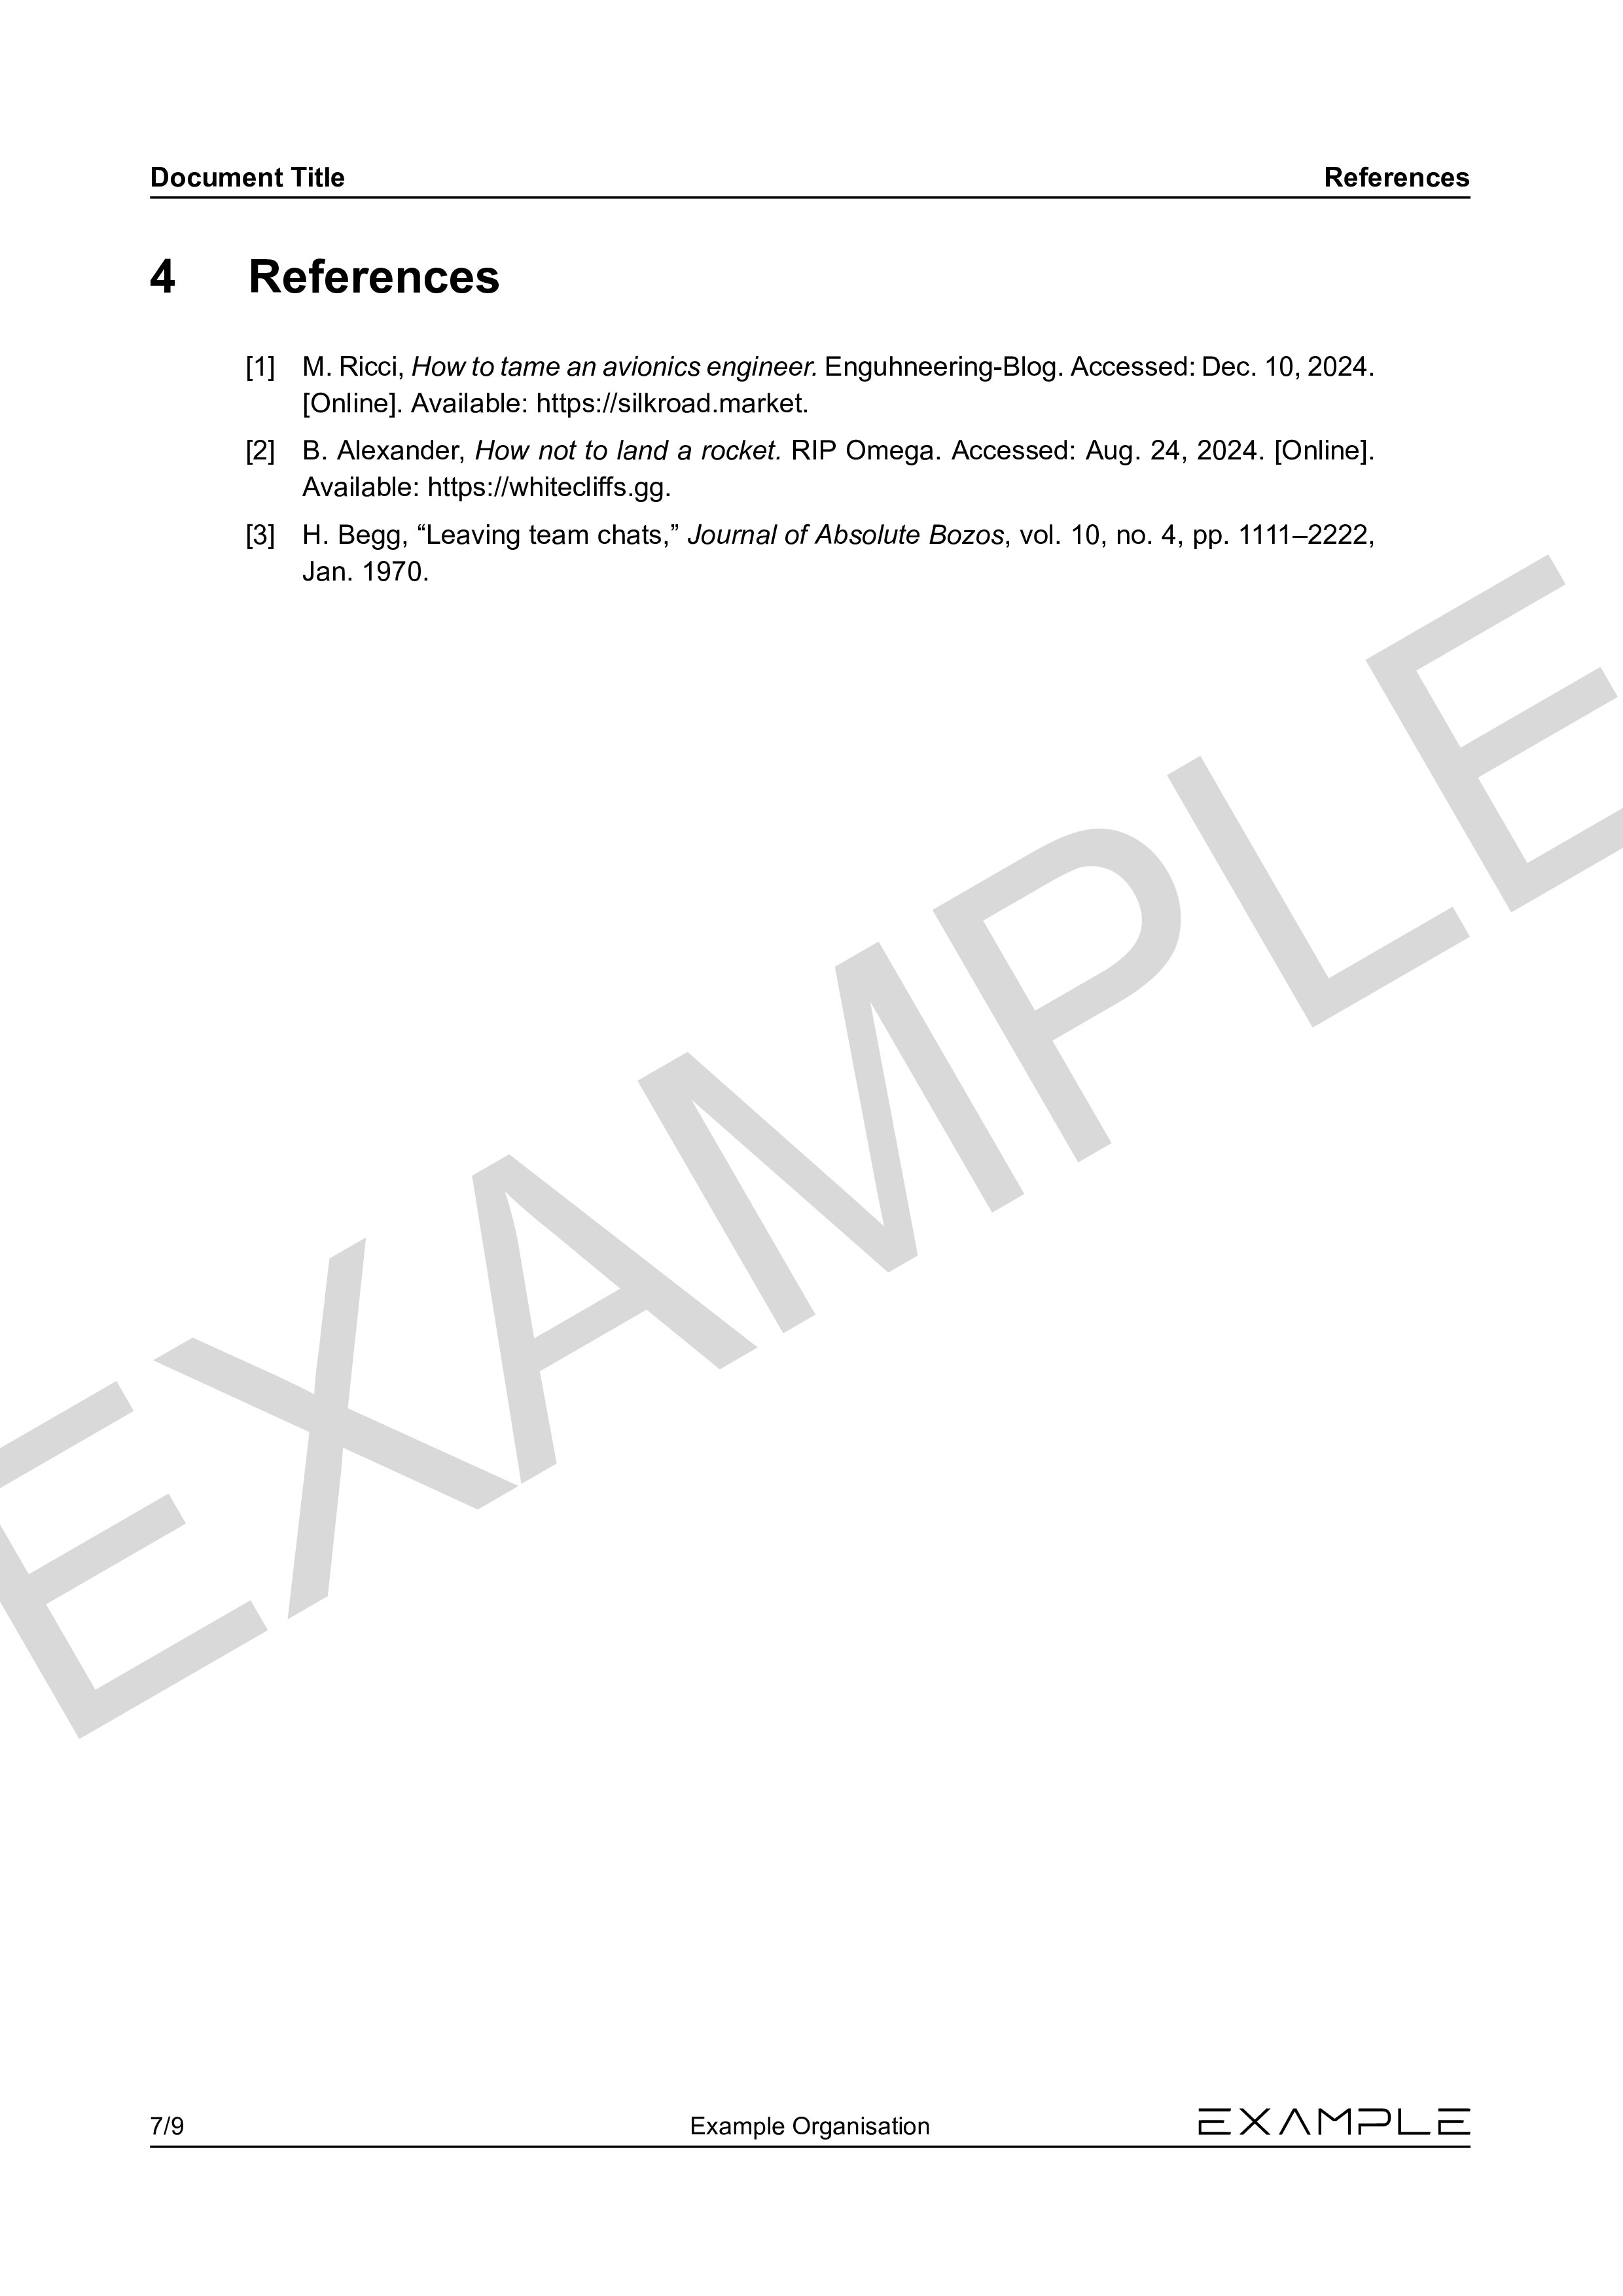 Document Title References
4 References
[1] M. Ricci, How to tame an avionics engineer. Enguhneering-Blog. Accessed: Dec. 10, 2024.
[Online]. Available: https://silkroad.market.
[2] B. Alexander, How not to land a rocket. RIP Omega. Accessed: Aug. 24, 2024. [Online].
Available: https://whitecliffs.gg.
[3] H. Begg, “Leaving team chats,” Journal of Absolute Bozos, vol. 10, no. 4, pp. 1111–2222,
Jan. 1970.
EXAMPLE
7/9 Example Organisation EXAMPLE